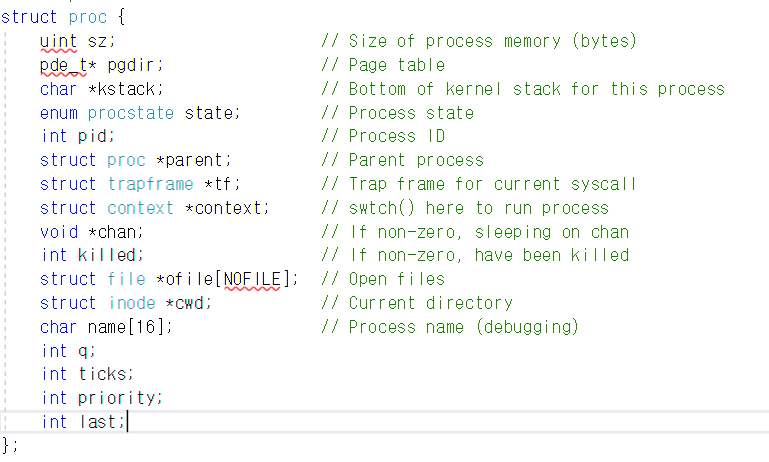 struct proc {
    uint sz;                     // Size of process memory (bytes)
    pde_t* pgdir;                // Page table
    char *kstack;                // Bottom of kernel stack for this process
    enum procstate state;        // Process state
    int pid;                     // Process ID
    struct proc *parent;         // Parent process
    struct trapframe *tf;        // Trap frame for current syscall
    struct context *context;     // swtch() here to run process
    void *chan;                  // If non-zero, sleeping on chan
    int killed;                  // If non-zero, have been killed
    struct file *ofile[NOFILE];  // Open files
    struct inode *cwd;           // Current directory
    char name[16];               // Process name (debugging)
    int q;
    int ticks;
    int priority;
    int last;
};